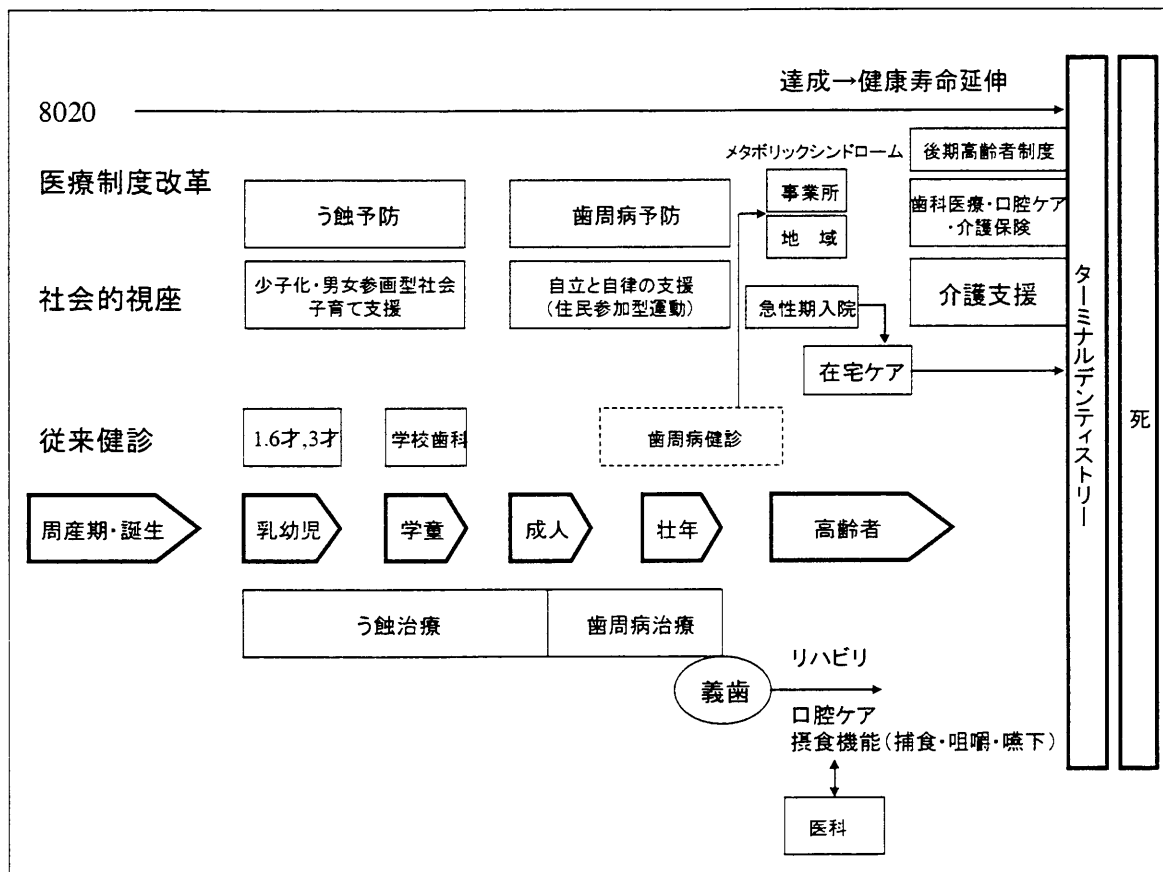 達成→健康寿命延伸
8020
医療制度改革
う蝕予防
歯周病予防
メタボリックシンドローム
事業所
地 域
後期高齢者制度
歯科医療・口腔ケア
・介護保険
社会的視座
少子化・男女参画型社会
子育て支援
自立と自律の支援
(住民参加型運動)
急性期入院
介護支援
在宅ケア
従来健診
1.6才,3才
学校歯科
歯周病健診
周産期・誕生
乳幼児
学童
成人
壮年
高齢者
う蝕治療
歯周病治療
義歯
リハビリ
口腔ケア
摂食機能(捕食・咀嚼・嚥下)
医科
ターミナルデンティストリー
死